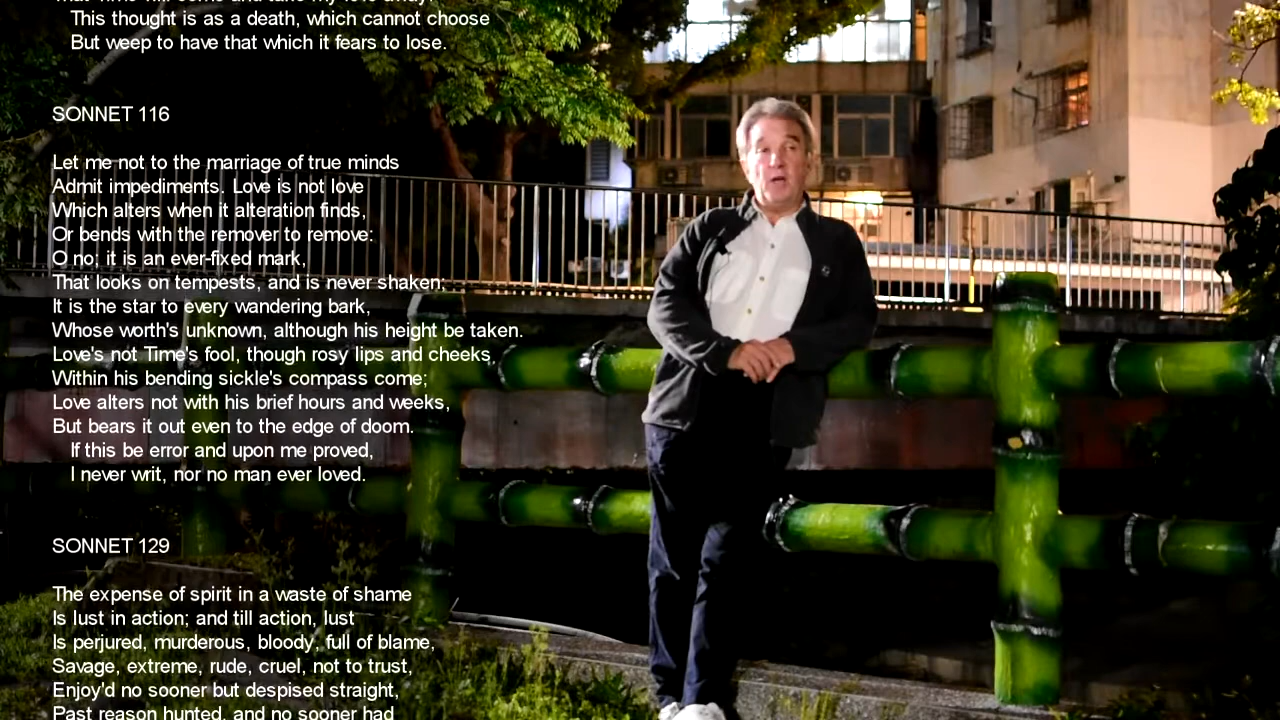 That Time will come and take my love away.
This thought is as a death, which cannot choose
But weep to have that which it fears to lose.
SONNET 116
Let me not to the marriage of true minds
Admit impediments. Love is not love
Which alters when it alteration finds,
Or bends with the remover to remove:
O no; it is an ever-fixed mark,
That looks on tempests, and is never shaken;
It is the star to every wandering bark,
Whose worth's unknown, although his height be taken.
Love's not Time's fool, though rosy lips and cheeks
Within his bending sickle's compass come;
Love alters not with his brief hours and weeks,
But bears it out even to the edge of doom.
If this be error and upon me proved,
I never writ, nor no man ever loved.
SONNET 129
The expense of spirit in a waste of shame
Is lust in action; and till action, lust
Is perjured, murderous, bloody, full of blame,
Savage, extreme, rude, cruel, not to trust,
Enjoy'd no sooner but despised straight,
Past reason hunted, and no sooner had